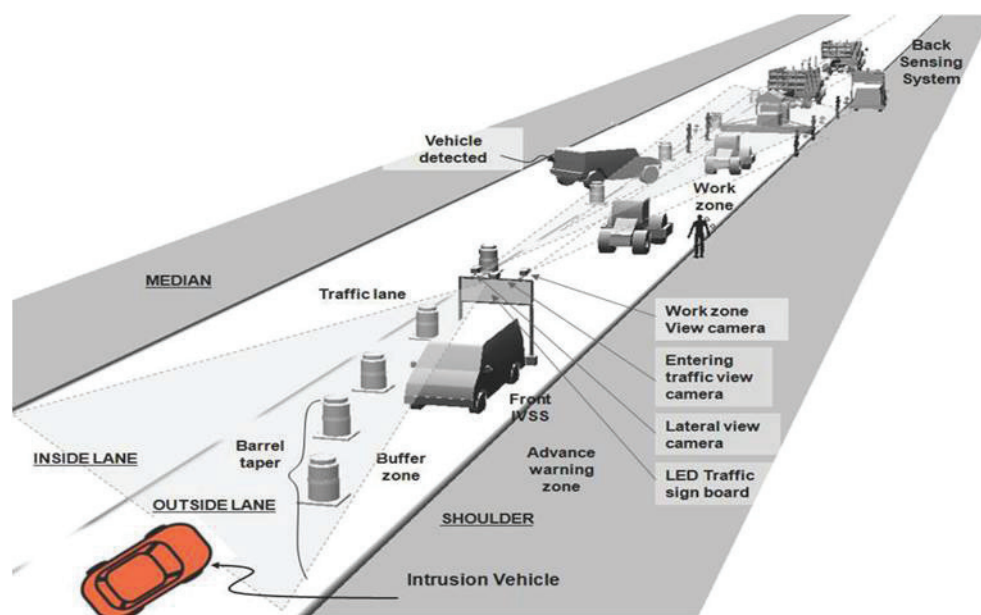 Back
Sensing
System
Vehicle
detected
Work
zone
MEDIAN
Traffic lane
Work zone
View camera
Entering
traffic view
camera
Front
IVSS
Lateral view
camera
Barrel
taper
INSIDE LANE
Buffer
zone
Advance
warning
zone
LED Traffic
sign board
OUTSIDE LANE
SHOULDER
Intrusion Vehicle